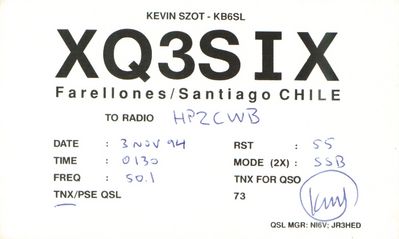 KEVIN SZOT - KB6SL
XQ3SIX
Farellones/Santiago CHILE
TO RADIO HP2CWB
DATE : 3 NOV 94 RST : 55
TIME : 0130 MODE (2X) : SSB
FREQ : 50.1 TNX FOR QSO
TNX/PSE QSL 73
QSL MGR: NI6V; JR3HED